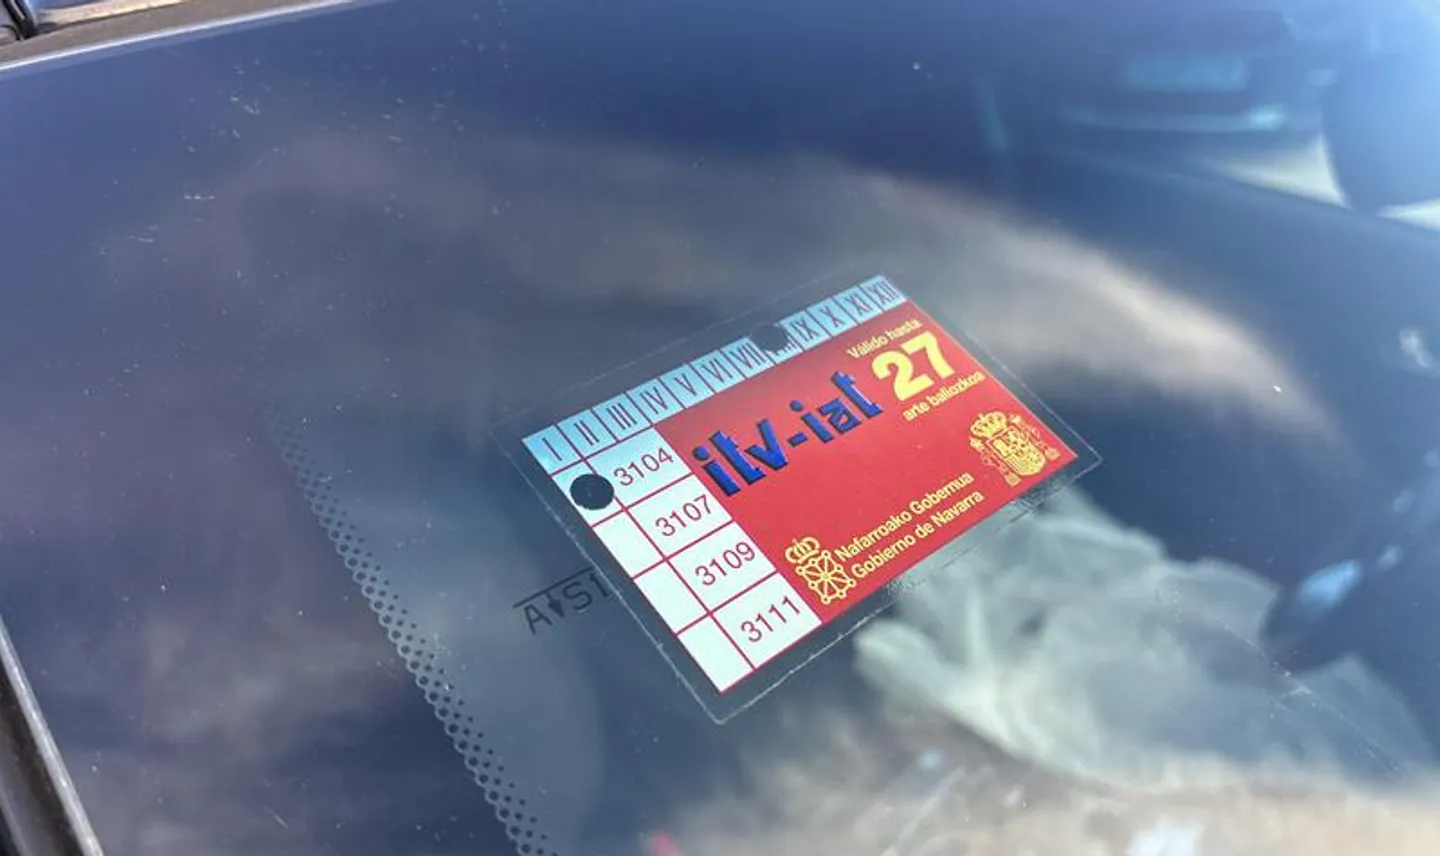 I II III IV V VI VII IX X XI XII
Válido hasta
27
arte baliozkoa
itv-iat
3104
3107
3109
3111
Nafarroako Gobernua
Gobierno de Navarra